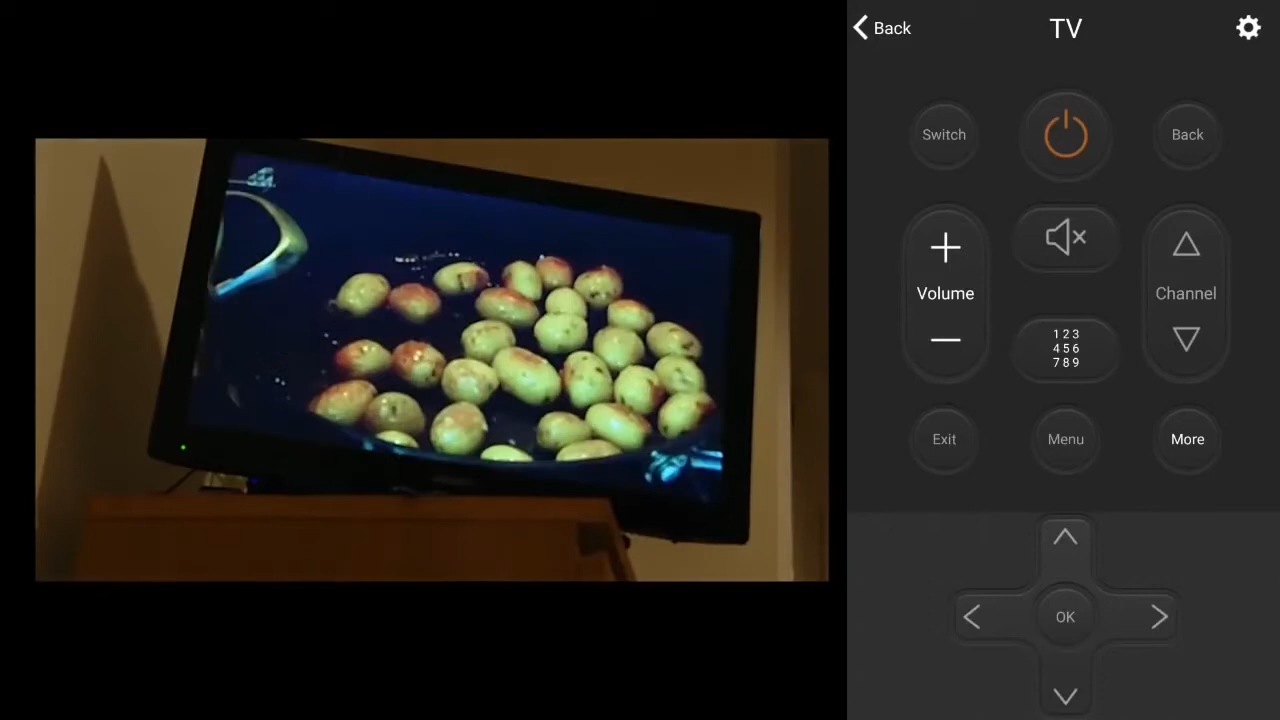 Back
TV
Switch
Back
+
Volume
−
Channel
1 2 3
4 5 6
7 8 9
Exit
Menu
More
OK